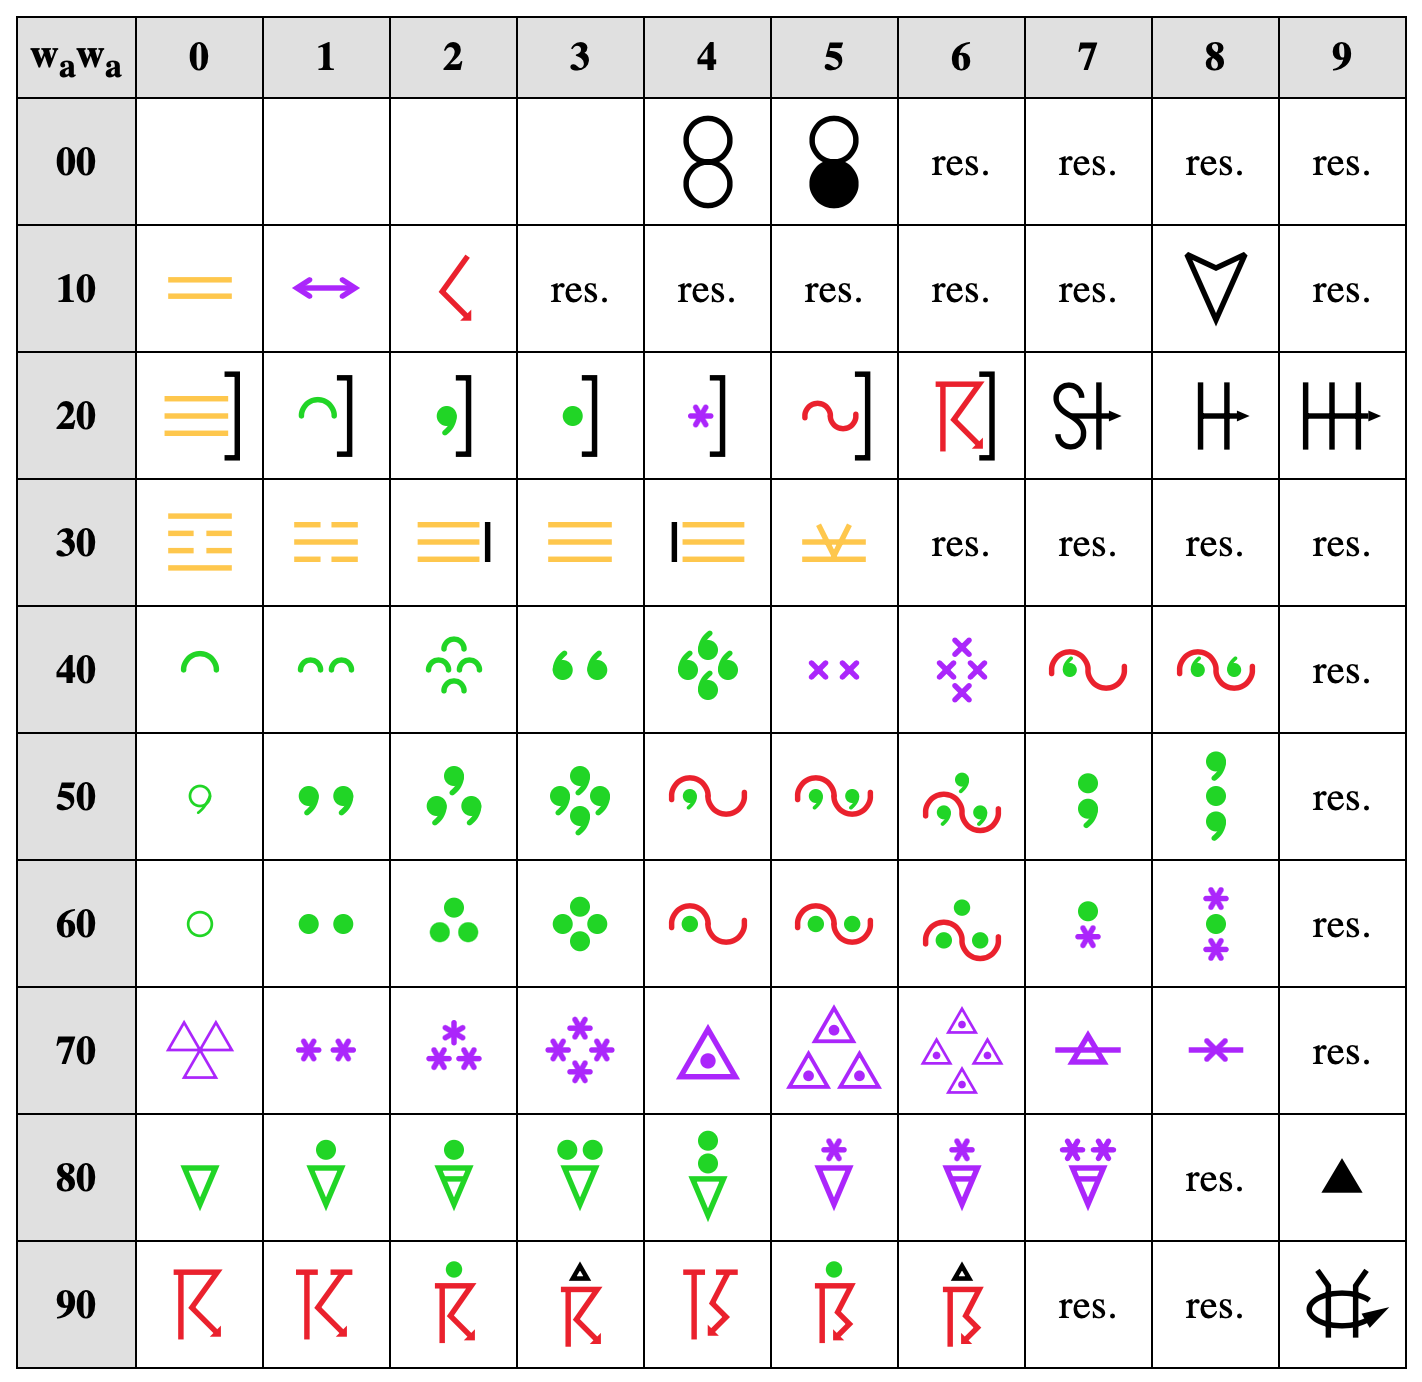 wₐwₐ 0 1 2 3 4 5 6 7 8 9
00 res. res. res. res.
10 res. res. res. res. res. res.
20
30 res. res. res. res.
40 res.
50 res.
60 res.
70 res.
80 res.
90 res. res.